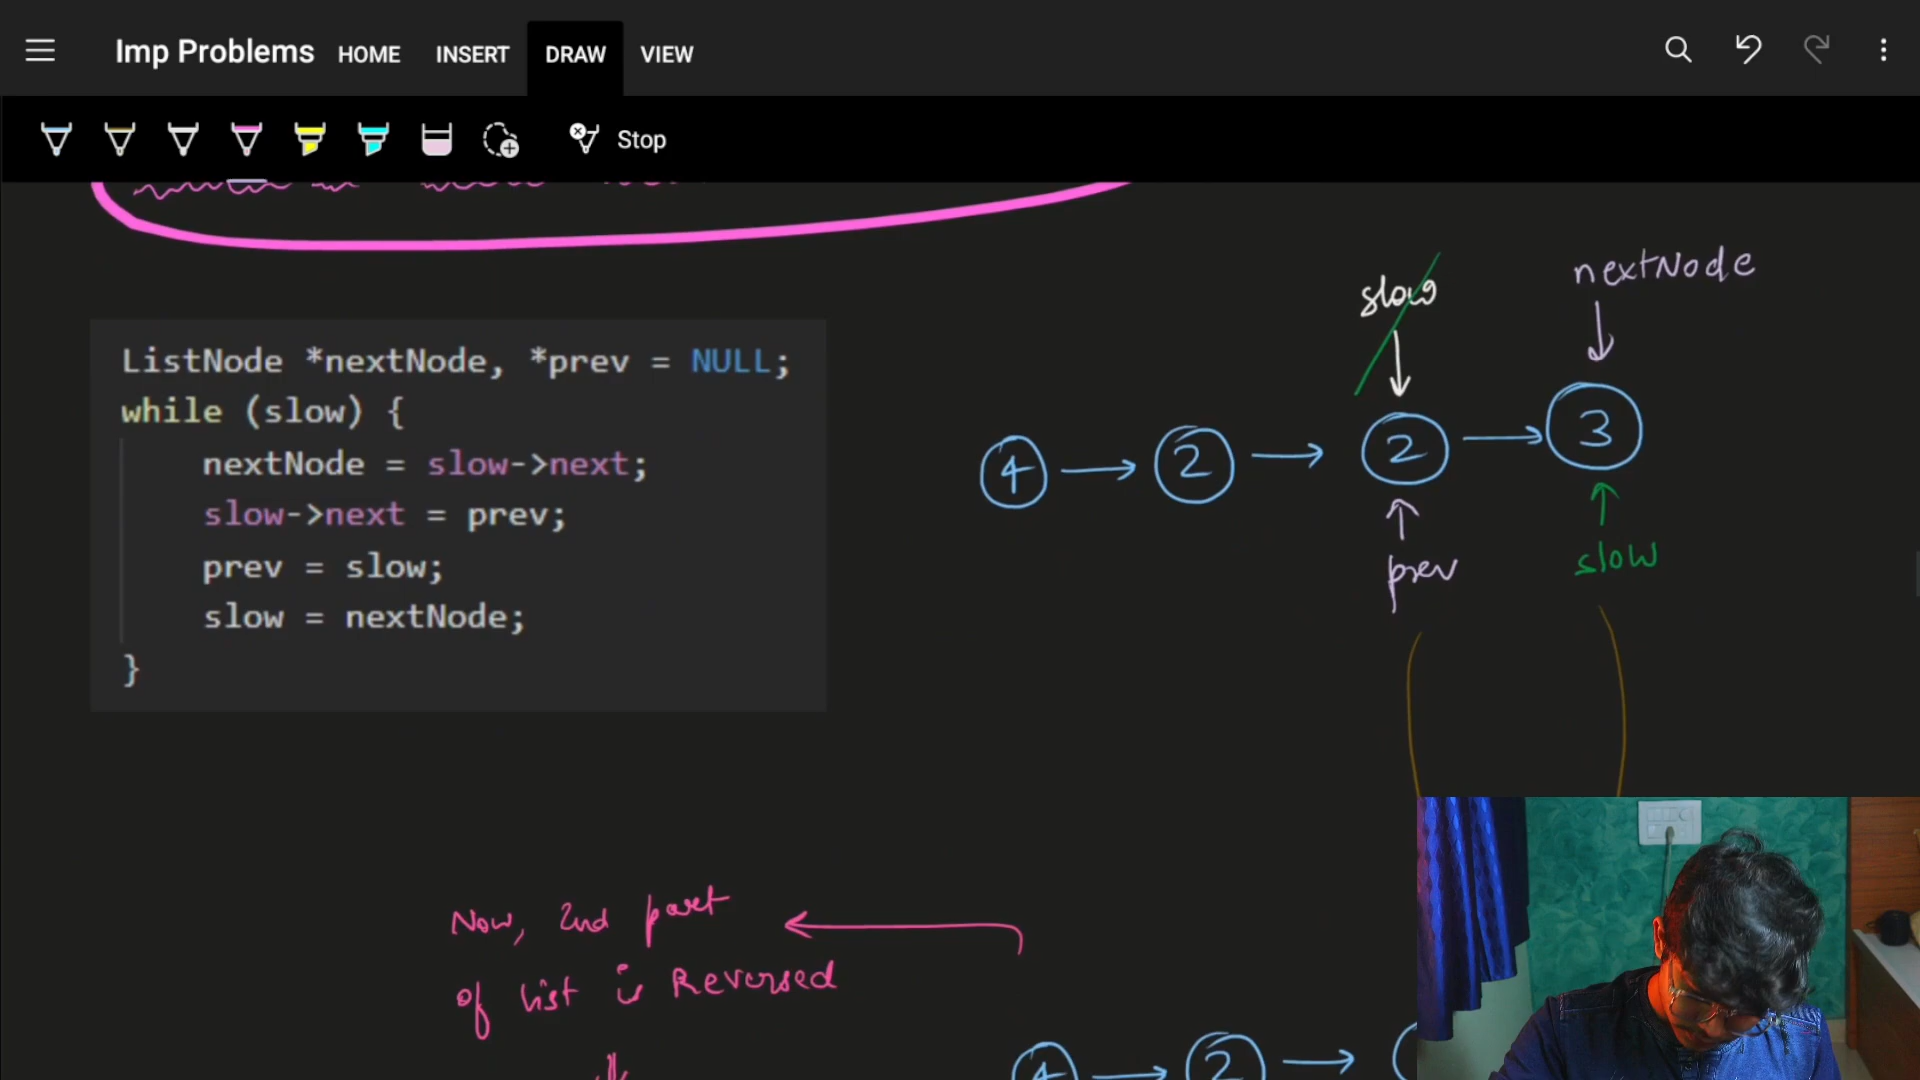 Imp Problems HOME INSERT DRAW VIEW
Stop
ListNode *nextNode, *prev = NULL;
while (slow) {
nextNode = slow->next;
slow->next = prev;
prev = slow;
slow = nextNode;
}
slow
nextNode
4 2 2 3
prev
slow
Now, 2nd part
of list is Reversed
4 2